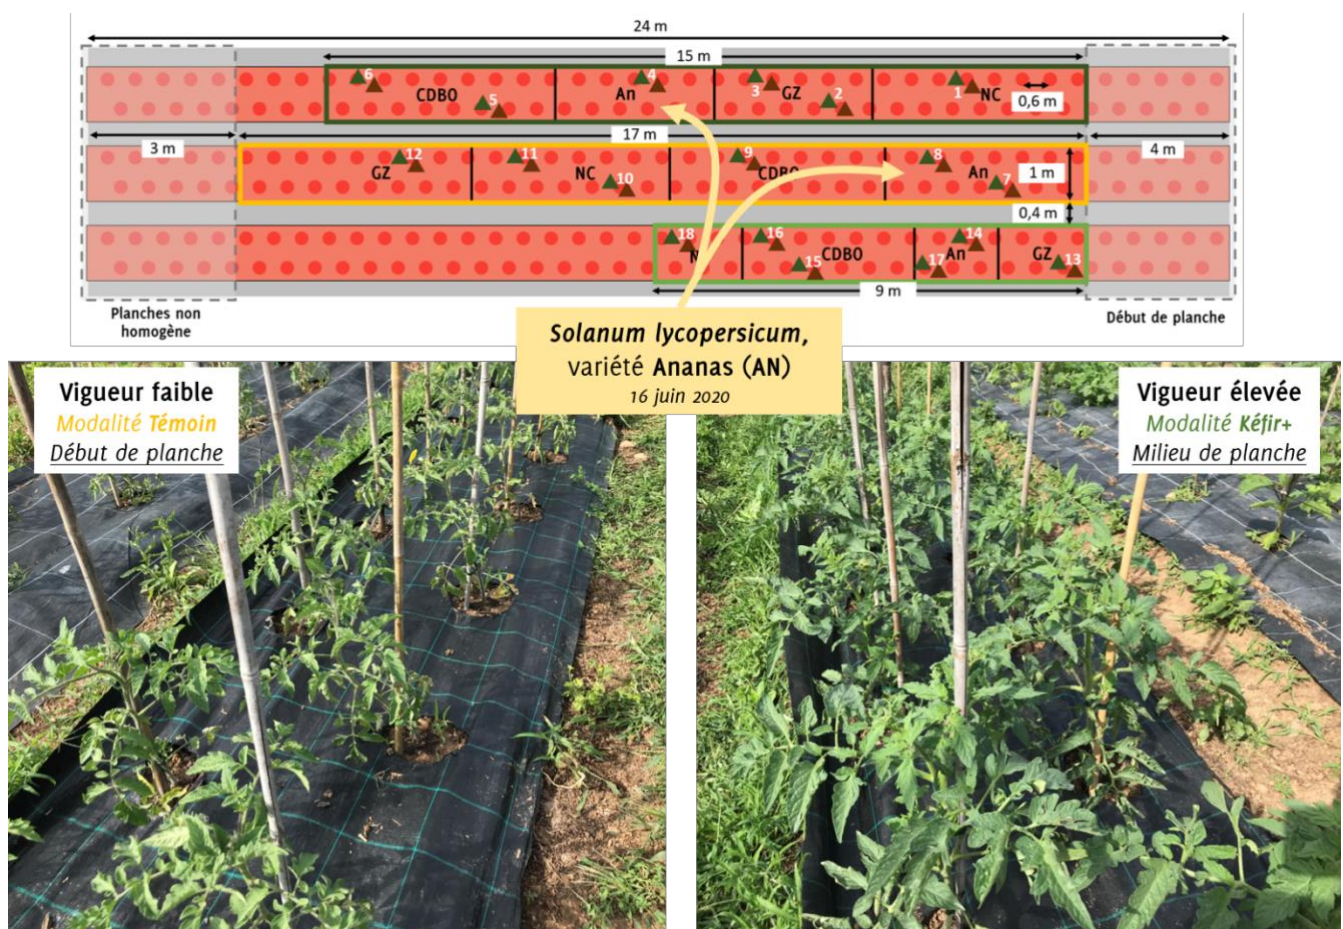 24 m
15 m
6
5
CDBO
4
An
3
GZ
2
1
NC
0,6 m
3 m
17 m
4 m
12
GZ
11
NC
10
9
CDBO
8
An
7
1 m
0,4 m
18
N
16
15
CDBO
14
17
An
GZ
13
9 m
Planches non
homogène
Début de planche
Solanum lycopersicum,
variété Ananas (AN)
16 juin 2020
Vigueur faible
Modalité Témoin
Début de planche
Vigueur élevée
Modalité Kéfir+
Milieu de planche